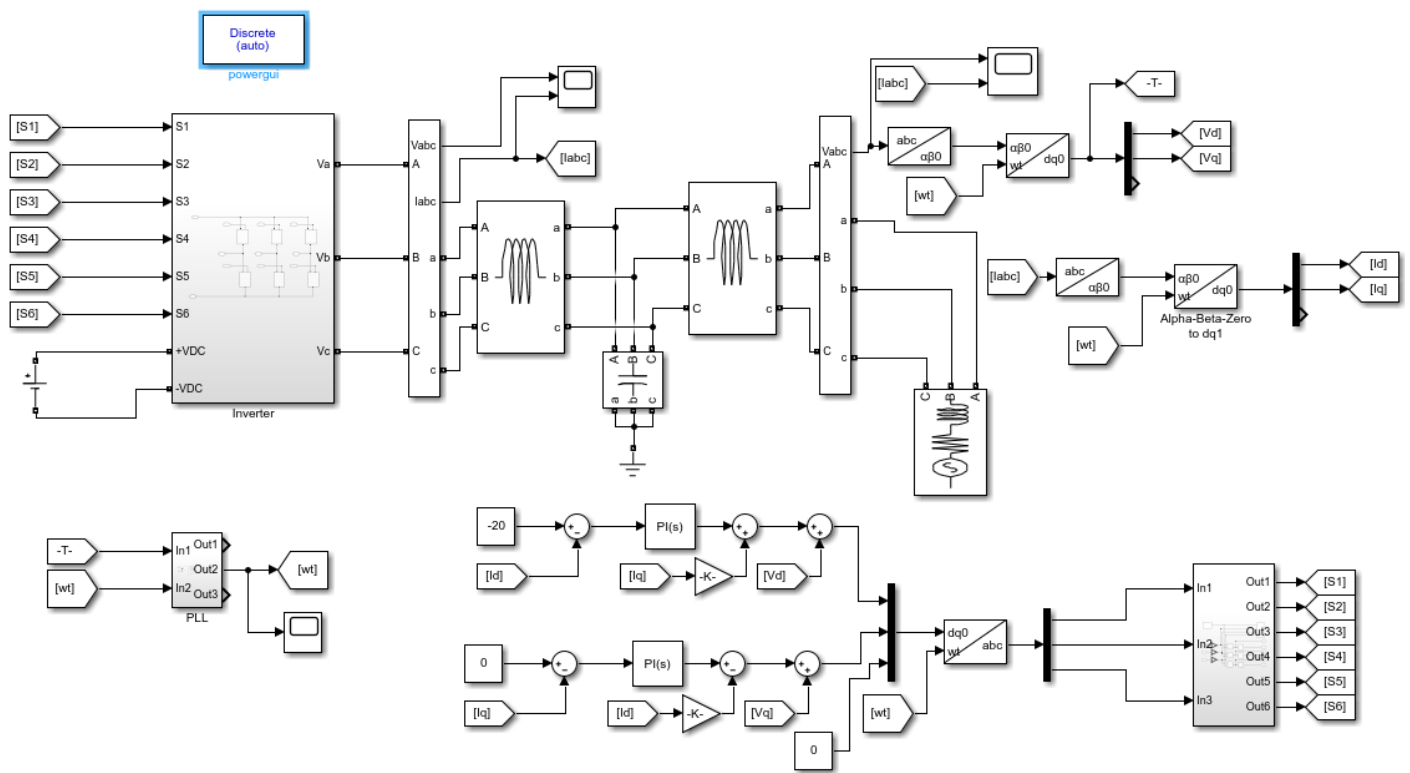 Discrete
(auto)
powergui
[S1]
[S2]
[S3]
[S4]
[S5]
[S6]
S1
S2
S3
S4
S5
S6
+VDC
-VDC
Va
Vb
Vc
Inverter
+
A
B
C
Vabc
Iabc
a
b
c
[Iabc]
A
B
C
a
b
c
A
B
C
a
b
c
A
B
C
a
b
c
Vabc
A
B
C
a
b
c
[Iabc]
C
B
A
abc
αβ0
[wt]
αβ0
wt
dq0
-T-
[Vd]
[Vq]
[Iabc]
abc
αβ0
[wt]
αβ0
wt
dq0
Alpha-Beta-Zero
to dq1
[Id]
[Iq]
-T-
[wt]
In1
In2
Out1
Out2
Out3
PLL
[wt]
-20
[Id]
PI(s)
[Iq]
-K-
[Vd]
0
[Iq]
PI(s)
[Id]
-K-
[Vq]
0
[wt]
dq0
wt
abc
In1
In2
In3
Out1
Out2
Out3
Out4
Out5
Out6
[S1]
[S2]
[S3]
[S4]
[S5]
[S6]